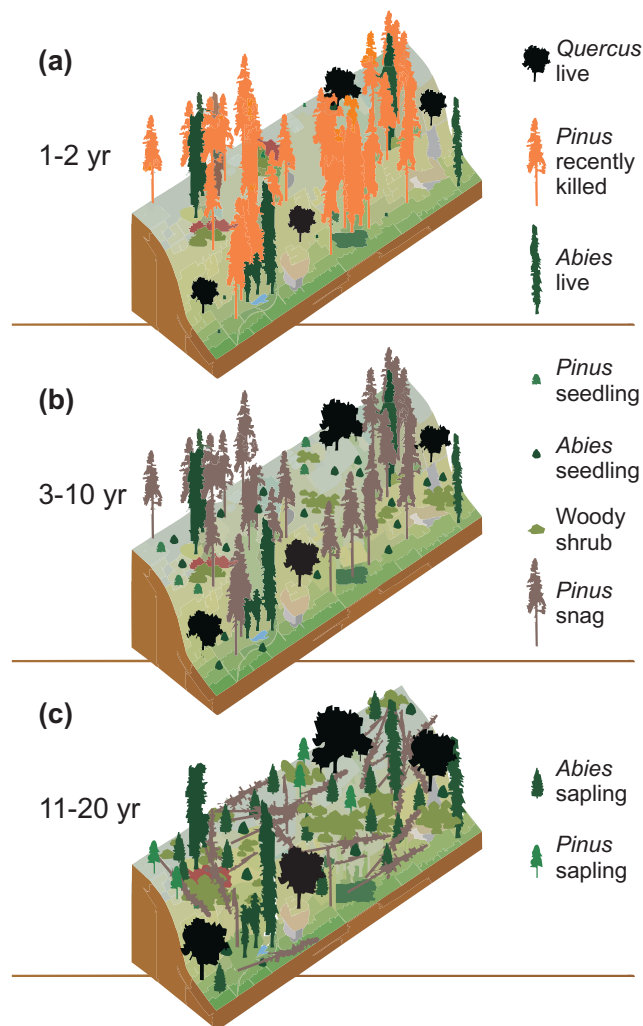 (a)
1-2 yr
Quercus
live
Pinus
recently
killed
Abies
live
(b)
3-10 yr
Pinus
seedling
Abies
seedling
Woody
shrub
Pinus
snag
(c)
11-20 yr
Abies
sapling
Pinus
sapling